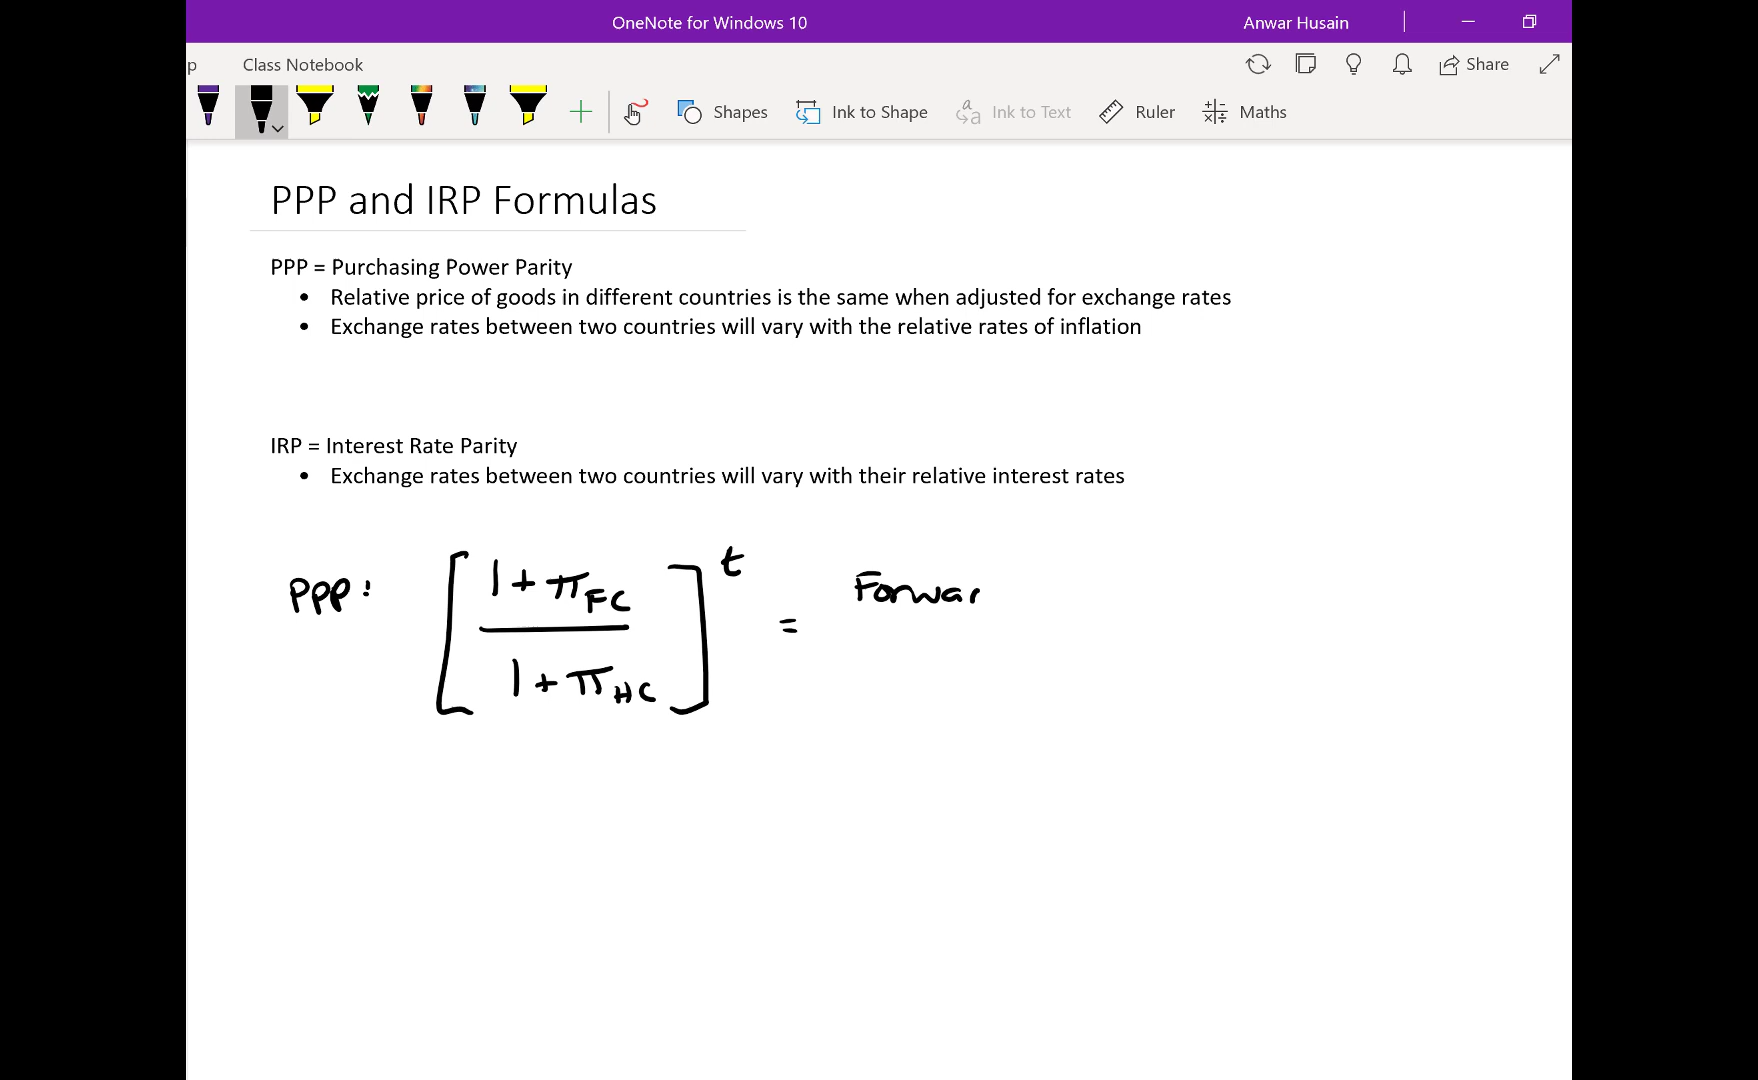 OneNote for Windows 10 Anwar Husain
p Class Notebook Share
Shapes Ink to Shape Ink to Text Ruler Maths
PPP and IRP Formulas
PPP = Purchasing Power Parity
• Relative price of goods in different countries is the same when adjusted for exchange rates
• Exchange rates between two countries will vary with the relative rates of inflation
IRP = Interest Rate Parity
• Exchange rates between two countries will vary with their relative interest rates
PPP: [(1 + π_FC) / (1 + π_HC)]^t = Forwar